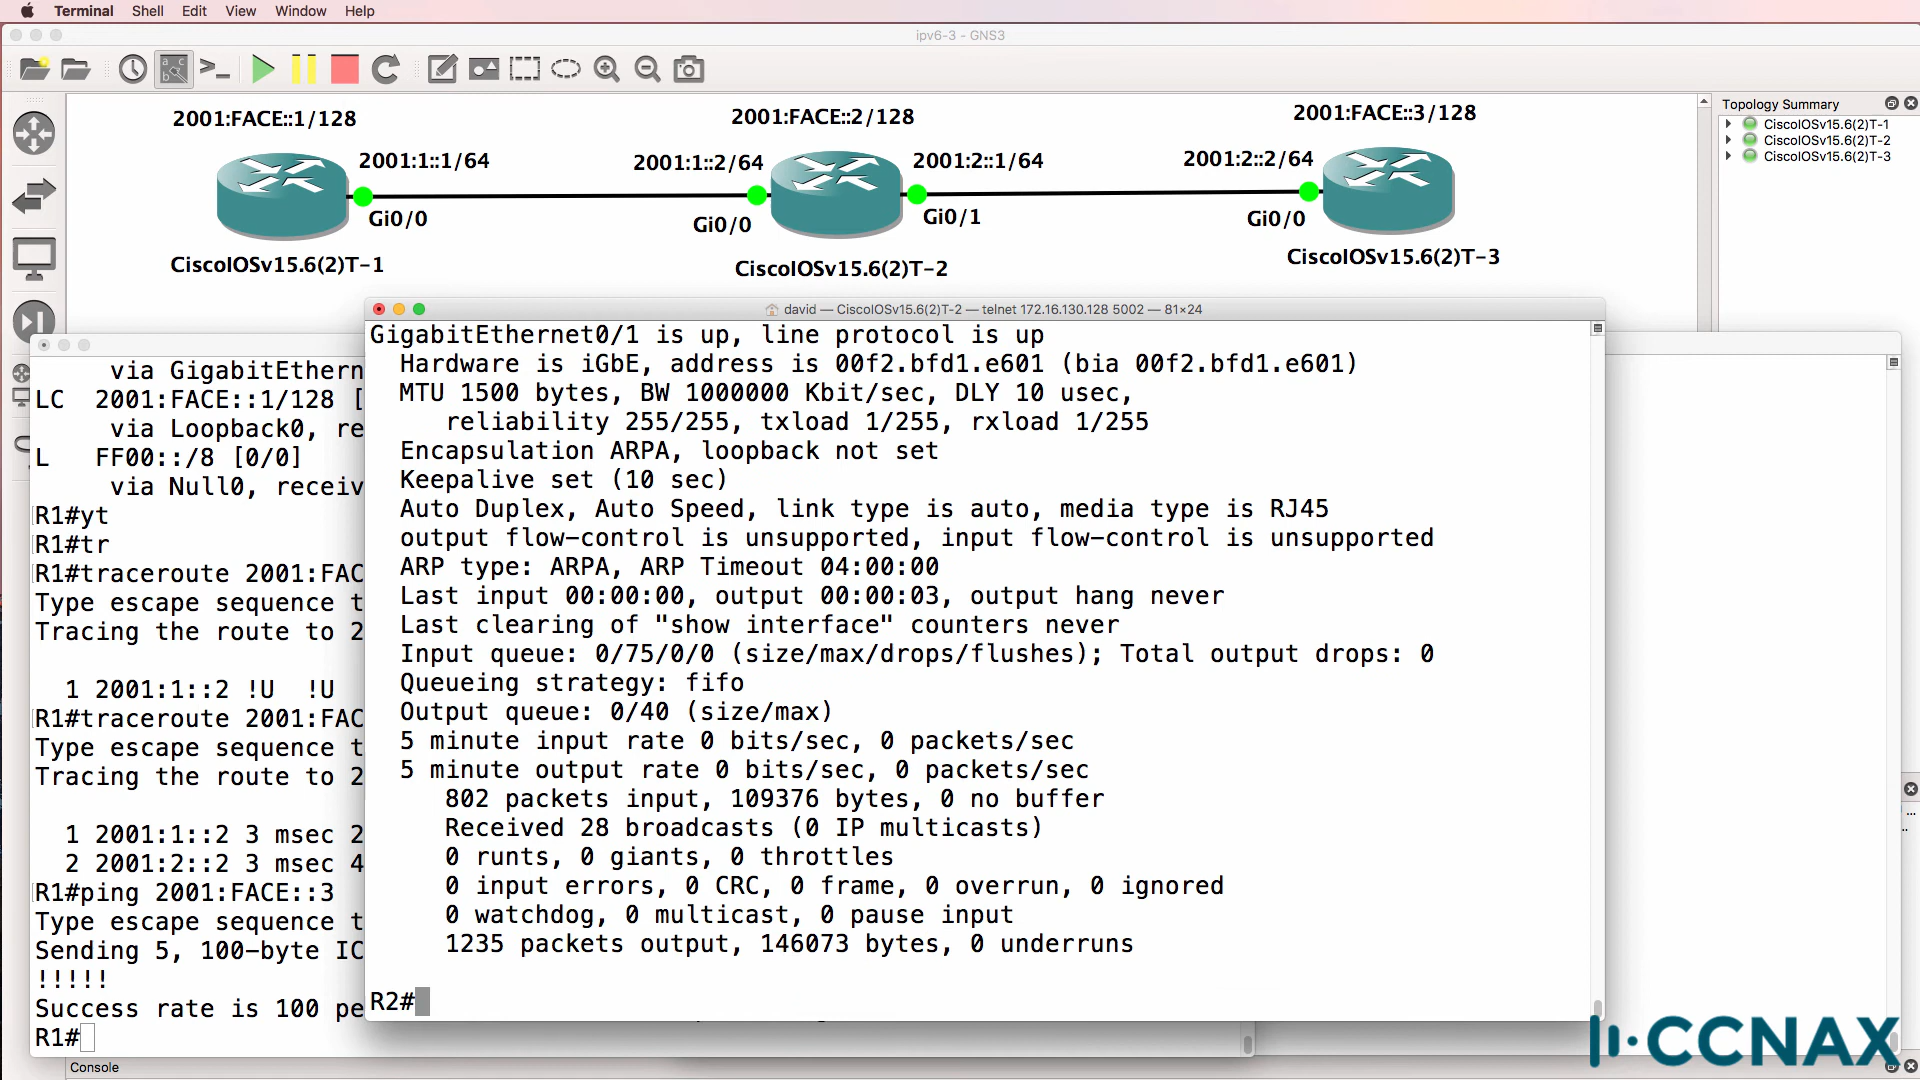 Terminal Shell Edit View Window Help
ipv6-3 - GNS3
2001:FACE::1/128
2001:FACE::2/128
2001:FACE::3/128
2001:1::1/64
2001:1::2/64
2001:2::1/64
2001:2::2/64
Gi0/0
Gi0/0
Gi0/1
Gi0/0
CiscoIOSv15.6(2)T-1
CiscoIOSv15.6(2)T-2
CiscoIOSv15.6(2)T-3
Topology Summary
CiscoIOSv15.6(2)T-1
CiscoIOSv15.6(2)T-2
CiscoIOSv15.6(2)T-3
via GigabitEthern
LC 2001:FACE::1/128 [
via Loopback0, re
L FF00::/8 [0/0]
via Null0, receiv
R1#yt
R1#tr
R1#traceroute 2001:FAC
Type escape sequence t
Tracing the route to 2
1 2001:1::2 !U !U
R1#traceroute 2001:FAC
Type escape sequence t
Tracing the route to 2
1 2001:1::2 3 msec 2
2 2001:2::2 3 msec 4
R1#ping 2001:FACE::3
Type escape sequence t
Sending 5, 100-byte IC
!!!!!
Success rate is 100 pe
R1#
david — CiscoIOSv15.6(2)T-2 — telnet 172.16.130.128 5002 — 81×24
GigabitEthernet0/1 is up, line protocol is up
Hardware is iGbE, address is 00f2.bfd1.e601 (bia 00f2.bfd1.e601)
MTU 1500 bytes, BW 1000000 Kbit/sec, DLY 10 usec,
reliability 255/255, txload 1/255, rxload 1/255
Encapsulation ARPA, loopback not set
Keepalive set (10 sec)
Auto Duplex, Auto Speed, link type is auto, media type is RJ45
output flow-control is unsupported, input flow-control is unsupported
ARP type: ARPA, ARP Timeout 04:00:00
Last input 00:00:00, output 00:00:03, output hang never
Last clearing of "show interface" counters never
Input queue: 0/75/0/0 (size/max/drops/flushes); Total output drops: 0
Queueing strategy: fifo
Output queue: 0/40 (size/max)
5 minute input rate 0 bits/sec, 0 packets/sec
5 minute output rate 0 bits/sec, 0 packets/sec
802 packets input, 109376 bytes, 0 no buffer
Received 28 broadcasts (0 IP multicasts)
0 runts, 0 giants, 0 throttles
0 input errors, 0 CRC, 0 frame, 0 overrun, 0 ignored
0 watchdog, 0 multicast, 0 pause input
1235 packets output, 146073 bytes, 0 underruns
R2#
Console
CCNAX